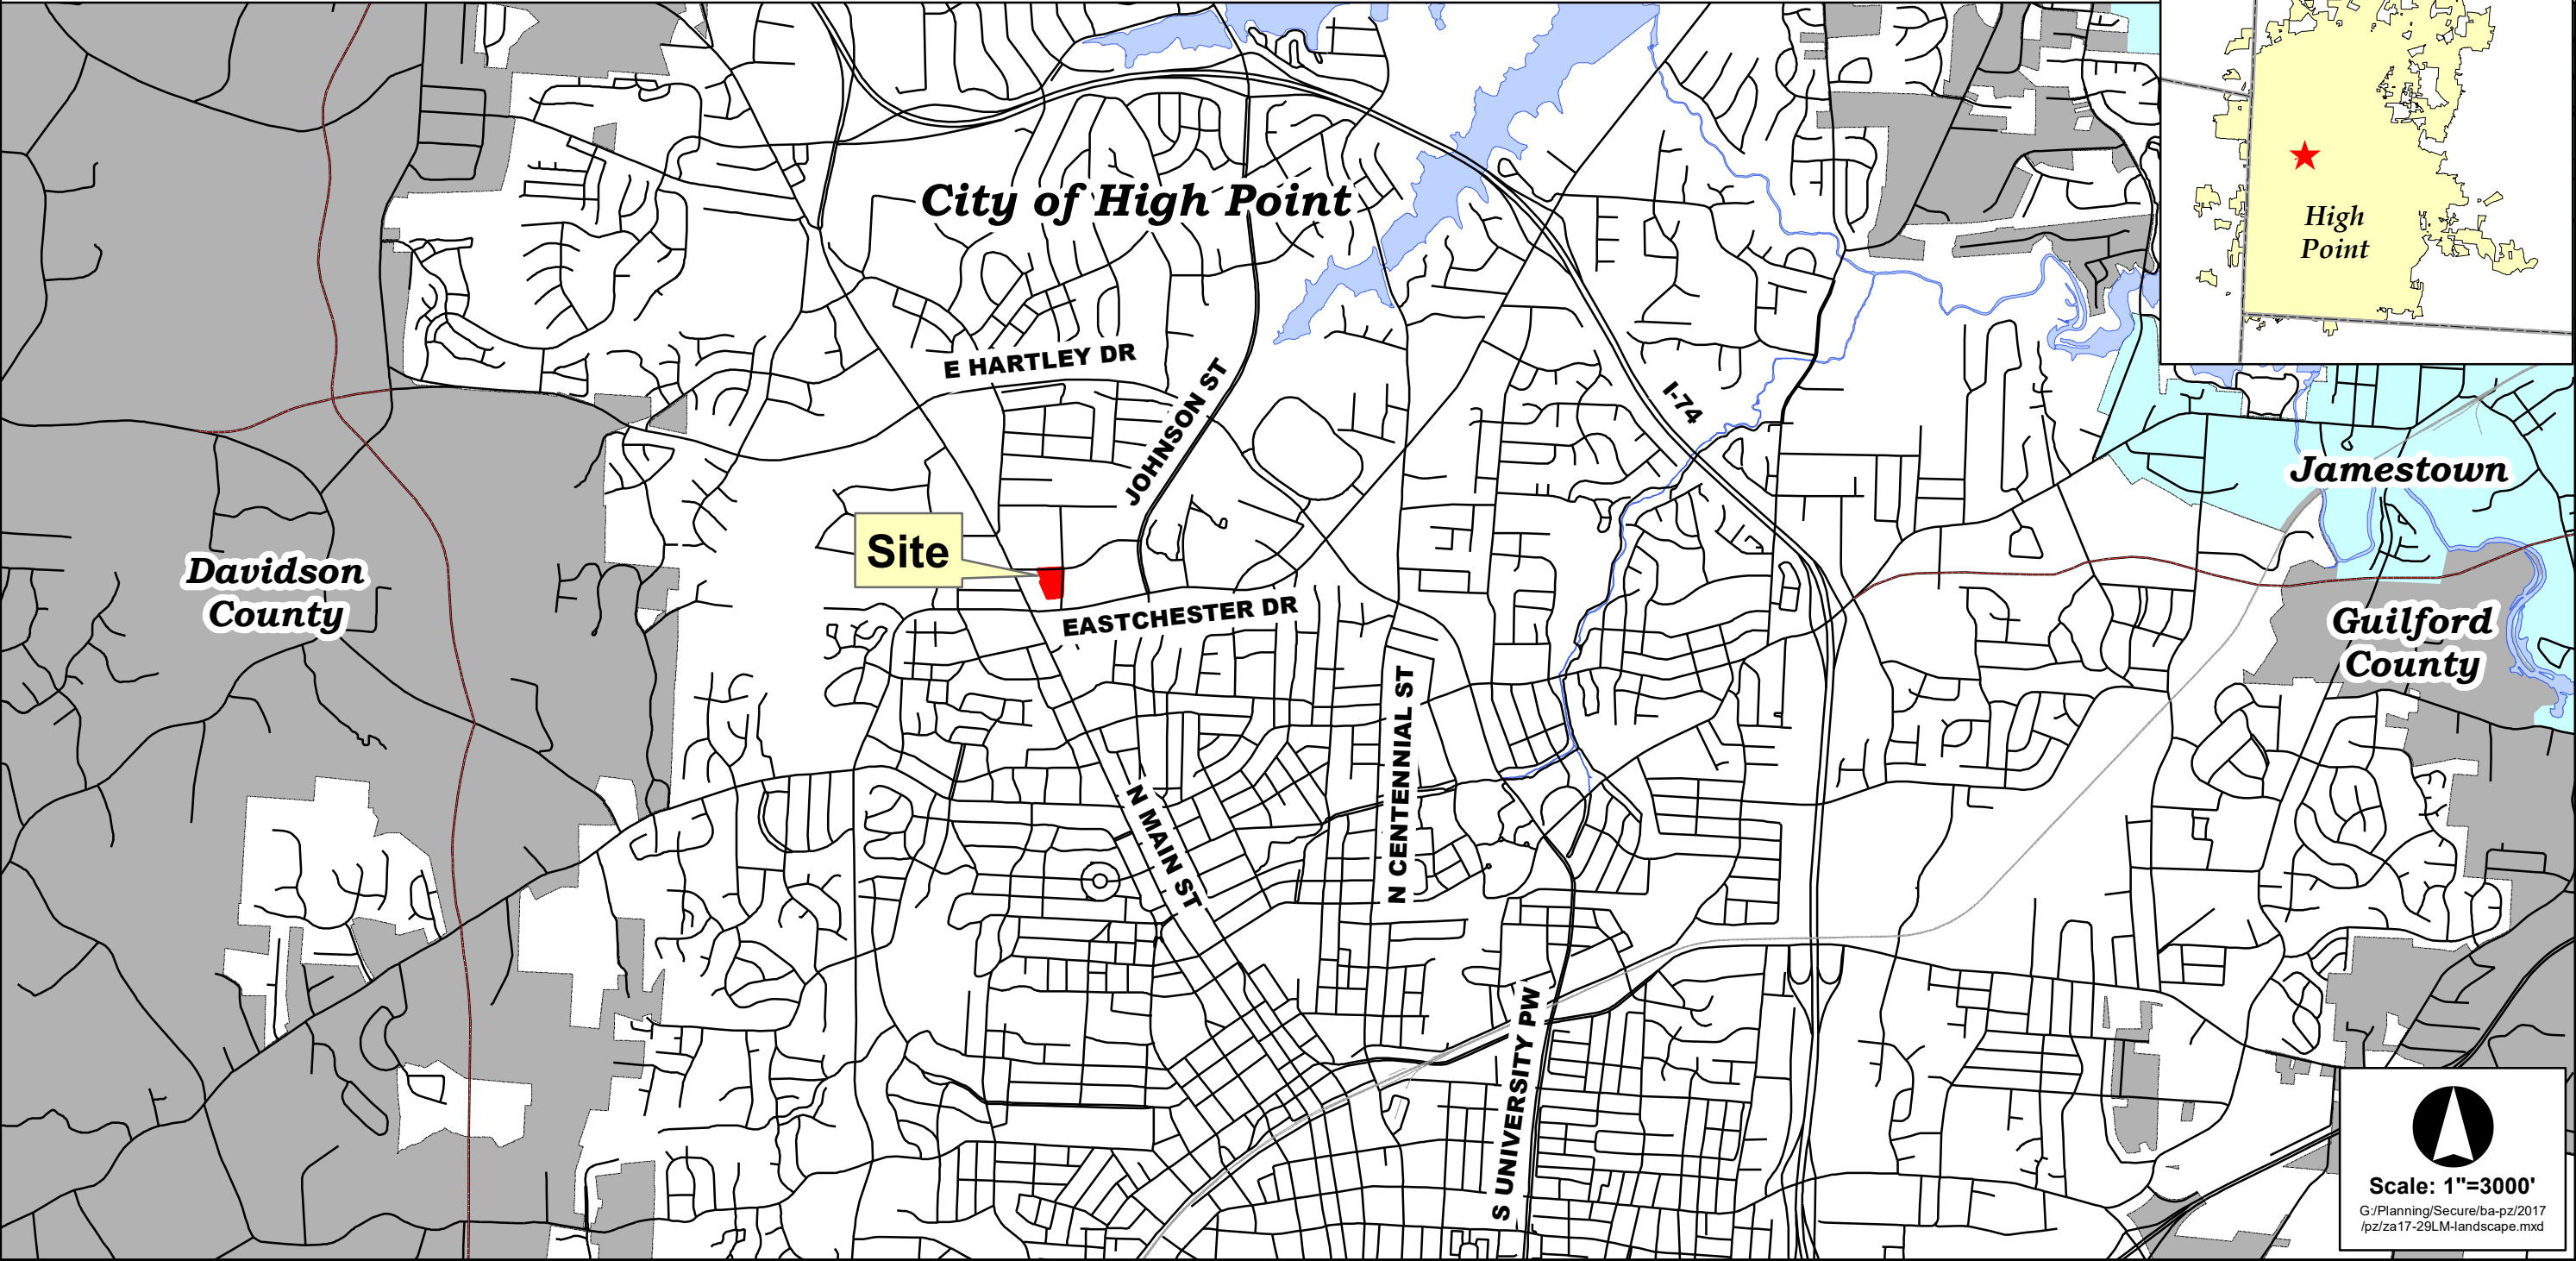 City of High Point
High
Point
E HARTLEY DR
JOHNSON ST
I-74
Jamestown
Site
Davidson
County
EASTCHESTER DR
Guilford
County
N CENTENNIAL ST
N MAIN ST
S UNIVERSITY PW
Scale: 1"=3000'
G:/Planning/Secure/ba-pz/2017
/pz/za17-29LM-landscape.mxd